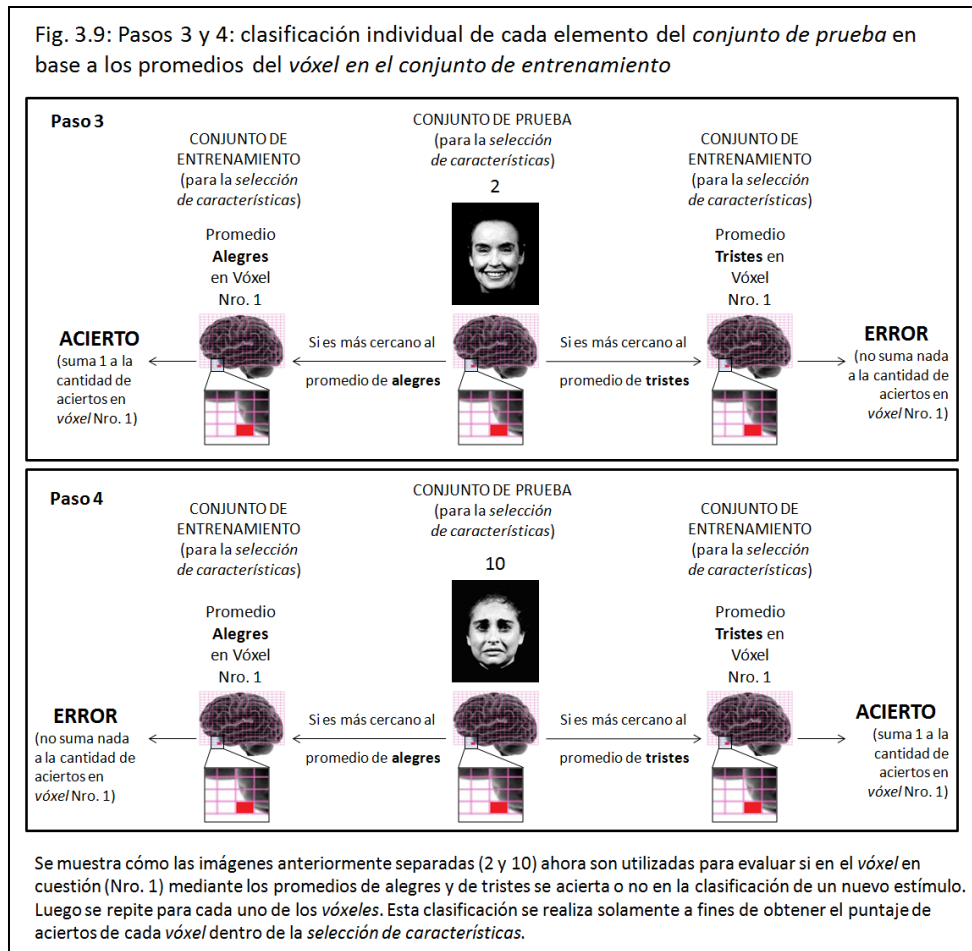 Fig. 3.9: Pasos 3 y 4: clasificación individual de cada elemento del conjunto de prueba en
base a los promedios del vóxel en el conjunto de entrenamiento
Paso 3
CONJUNTO DE
ENTRENAMIENTO
(para la selección
de características)
Promedio
Alegres
en Vóxel
Nro. 1
CONJUNTO DE PRUEBA
(para la selección
de características)
2
CONJUNTO DE
ENTRENAMIENTO
(para la selección
de características)
Promedio
Tristes en
Vóxel
Nro. 1
ACIERTO
(suma 1 a la
cantidad de
aciertos en
vóxel Nro. 1)
Si es más cercano al
promedio de alegres
Si es más cercano al
promedio de tristes
ERROR
(no suma nada
a la cantidad de
aciertos en
vóxel Nro. 1)
Paso 4
CONJUNTO DE
ENTRENAMIENTO
(para la selección
de características)
Promedio
Alegres
en Vóxel
Nro. 1
CONJUNTO DE PRUEBA
(para la selección
de características)
10
CONJUNTO DE
ENTRENAMIENTO
(para la selección
de características)
Promedio
Tristes en
Vóxel
Nro. 1
ERROR
(no suma nada
a la cantidad de
aciertos en
vóxel Nro. 1)
Si es más cercano al
promedio de alegres
Si es más cercano al
promedio de tristes
ACIERTO
(suma 1 a la
cantidad de
aciertos en
vóxel Nro. 1)
Se muestra cómo las imágenes anteriormente separadas (2 y 10) ahora son utilizadas para evaluar si en el vóxel en
cuestión (Nro. 1) mediante los promedios de alegres y de tristes se acierta o no en la clasificación de un nuevo estímulo.
Luego se repite para cada uno de los vóxeles. Esta clasificación se realiza solamente a fines de obtener el puntaje de
aciertos de cada vóxel dentro de la selección de características.